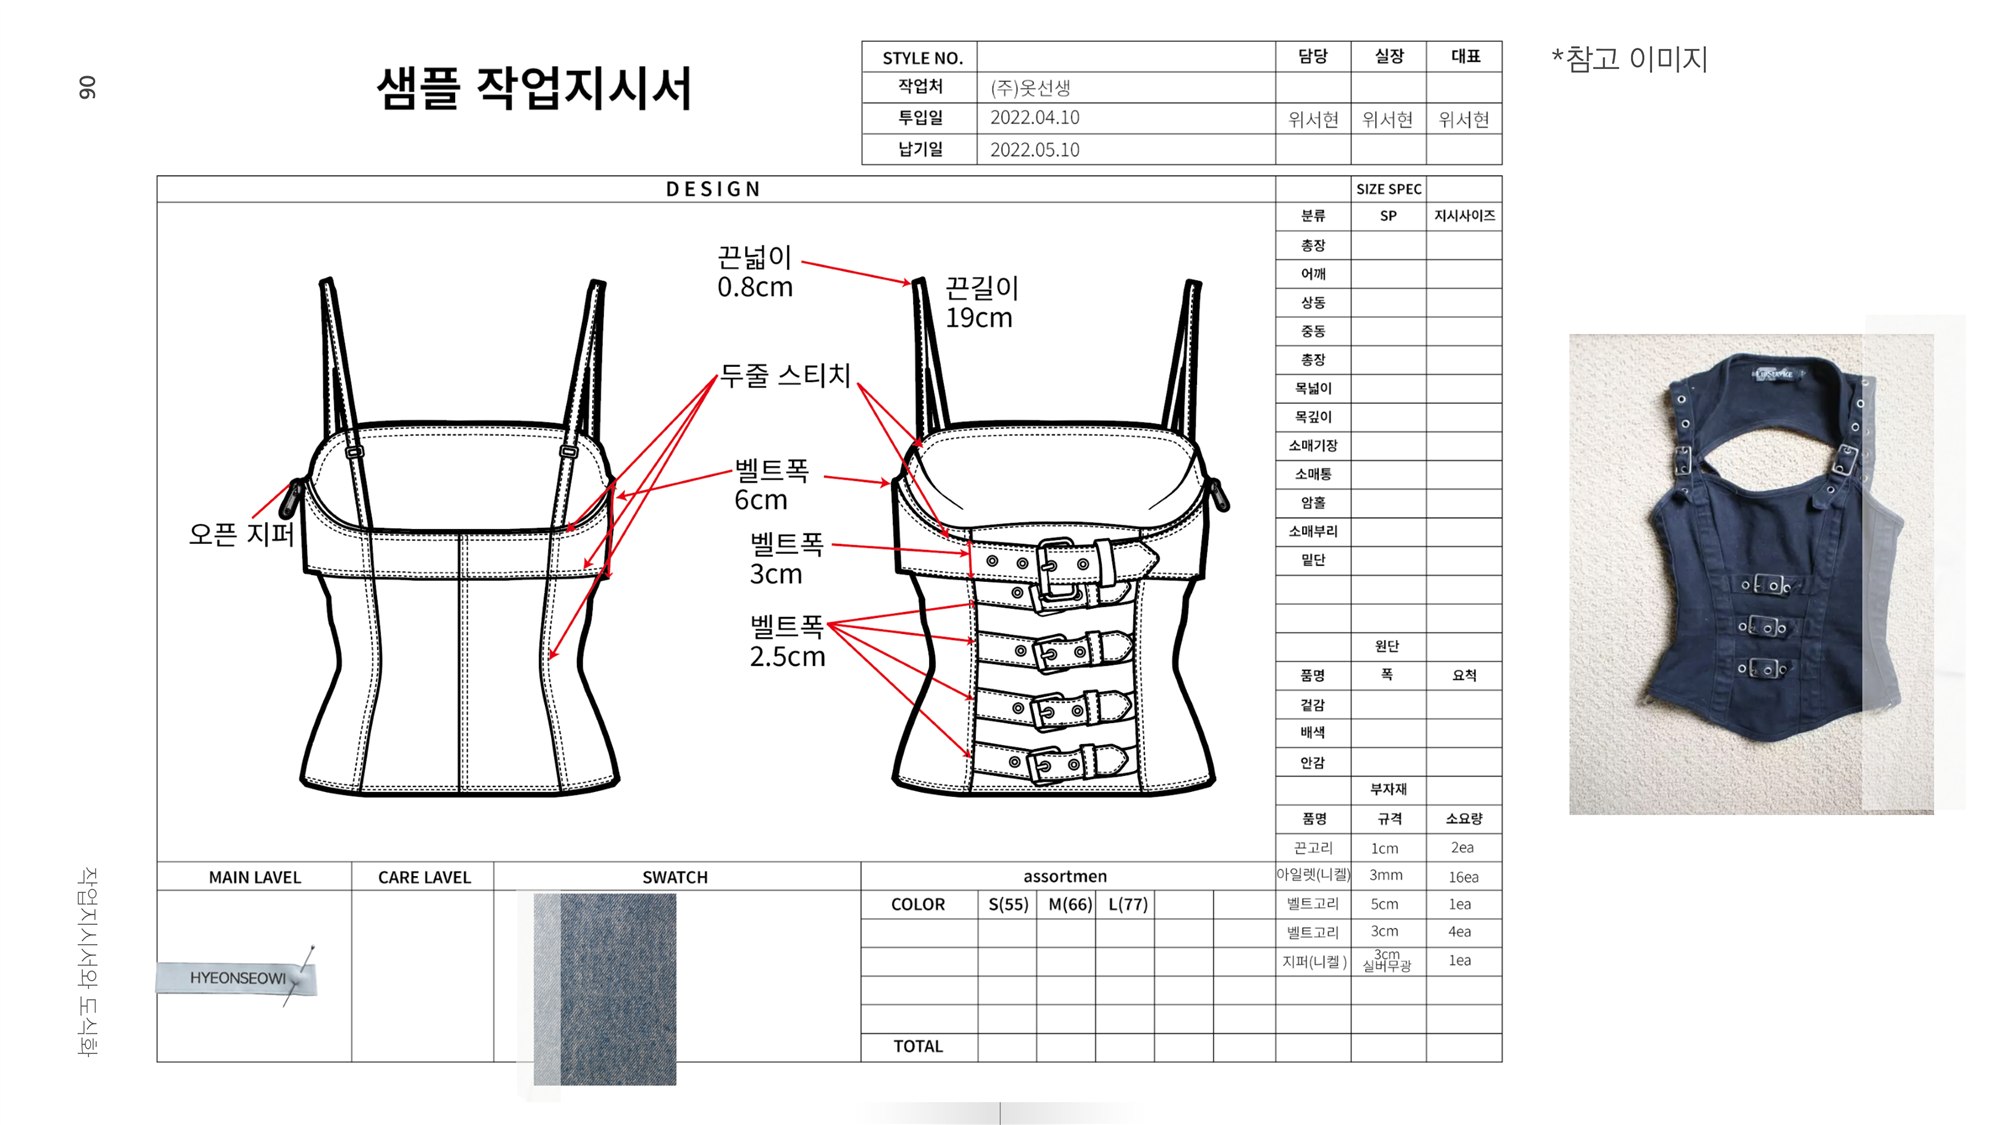 06
샘플 작업지시서
STYLE NO.
작업처 (주)옷선생
투입일 2022.04.10
납기일 2022.05.10
담당 실장 대표
위서현 위서현 위서현
*참고 이미지
DESIGN
끈넓이
0.8cm
끈길이
19cm
두줄 스티치
벨트폭
6cm
오픈 지퍼
벨트폭
3cm
벨트폭
2.5cm
SIZE SPEC
분류 SP 지시사이즈
총장
어깨
상동
중동
총장
목넓이
목깊이
소매기장
소매통
암홀
소매부리
밑단
원단
품명 폭 요척
겉감
배색
안감
부자재
품명 규격 소요량
끈고리 1cm 2ea
아일렛(니켈) 3mm 16ea
벨트고리 5cm 1ea
벨트고리 3cm 4ea
지퍼(니켈) 3cm 실버무광 1ea
MAIN LAVEL CARE LAVEL SWATCH assortmen
COLOR S(55) M(66) L(77)
HYEONSEOWI
TOTAL
작업지시서와 도식화